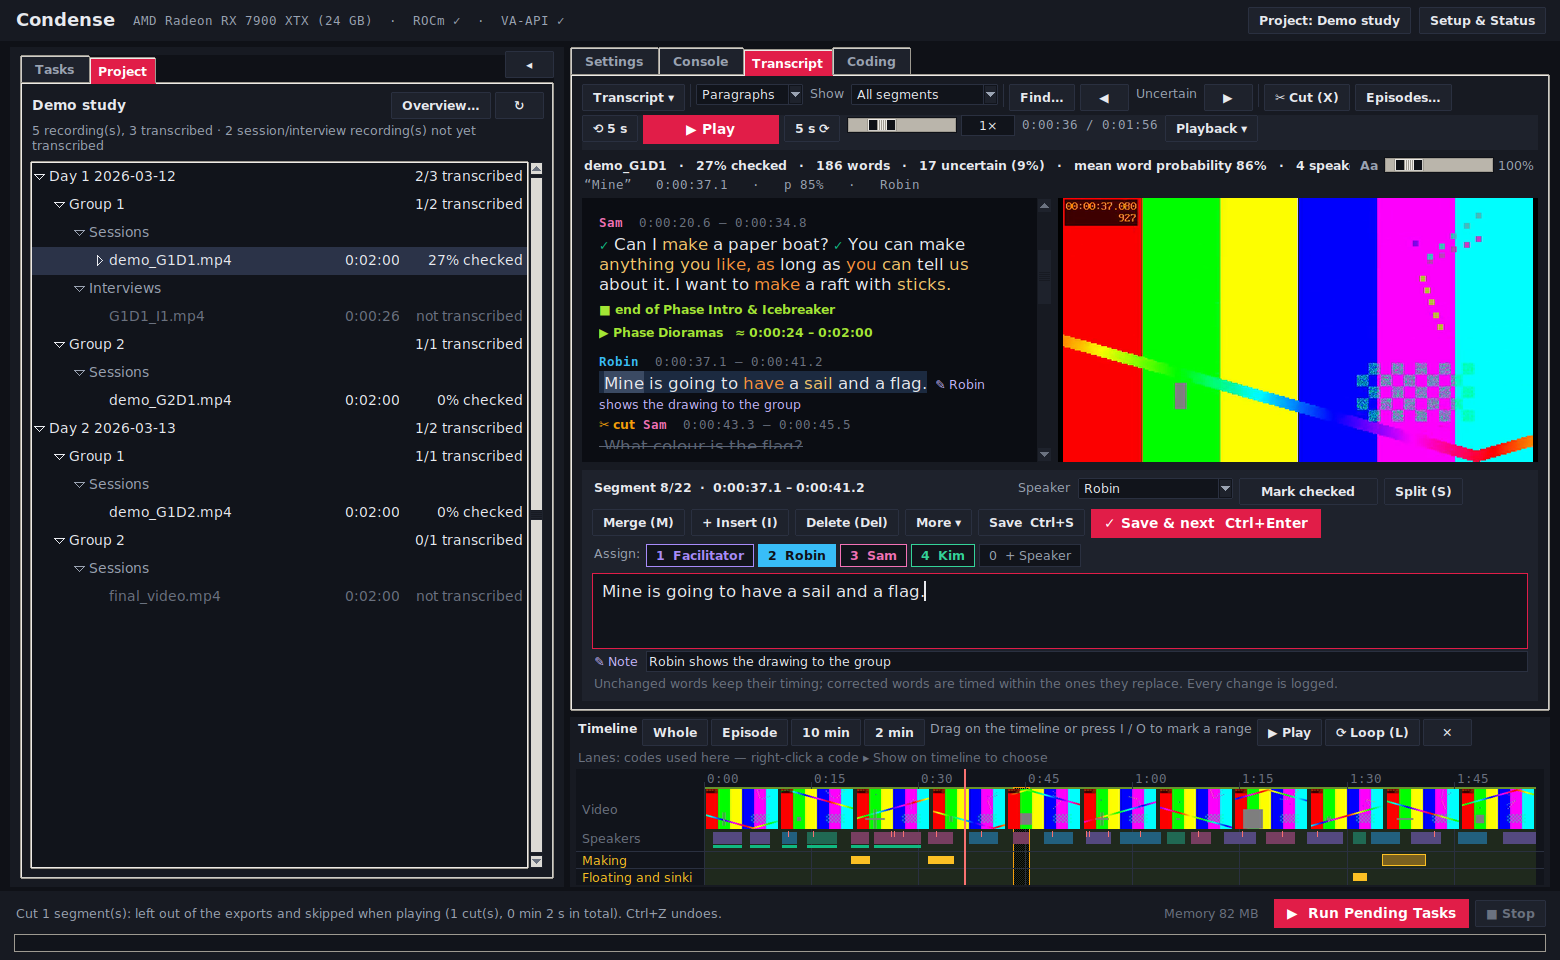 Condense AMD Radeon RX 7900 XTX (24 GB) · ROCm ✓ · VA-API ✓ Project: Demo study Setup & Status
Tasks Project ◂
Demo study Overview… ↻
5 recording(s), 3 transcribed · 2 session/interview recording(s) not yet
transcribed
Day 1 2026-03-12 2/3 transcribed
Group 1 1/2 transcribed
Sessions
demo_G1D1.mp4 0:02:00 27% checked
Interviews
G1D1_I1.mp4 0:00:26 not transcribed
Group 2 1/1 transcribed
Sessions
demo_G2D1.mp4 0:02:00 0% checked
Day 2 2026-03-13 1/2 transcribed
Group 1 1/1 transcribed
Sessions
demo_G1D2.mp4 0:02:00 0% checked
Group 2 0/1 transcribed
Sessions
final_video.mp4 0:02:00 not transcribed
Settings Console Transcript Coding
Transcript ▾ Paragraphs Show All segments Find… ◀ Uncertain ▶ ✂ Cut (X) Episodes…
⟲ 5 s ▶ Play 5 s ⟳ 1× 0:00:36 / 0:01:56 Playback ▾
demo_G1D1 · 27% checked · 186 words · 17 uncertain (9%) · mean word probability 86% · 4 speak Aa 100%
“Mine” 0:00:37.1 · p 85% · Robin
Sam 0:00:20.6 – 0:00:34.8
✓ Can I make a paper boat? ✓ You can make
anything you like, as long as you can tell us
about it. I want to make a raft with sticks.
■ end of Phase Intro & Icebreaker
▶ Phase Dioramas ≈ 0:00:24 – 0:02:00
Robin 0:00:37.1 – 0:00:41.2
Mine is going to have a sail and a flag. ✎ Robin
shows the drawing to the group
✂ cut Sam 0:00:43.3 – 0:00:45.5
What colour is the flag?
00:00:37.080
927
Segment 8/22 · 0:00:37.1 – 0:00:41.2 Speaker Robin Mark checked Split (S)
Merge (M) + Insert (I) Delete (Del) More ▾ Save Ctrl+S ✓ Save & next Ctrl+Enter
Assign: 1 Facilitator 2 Robin 3 Sam 4 Kim 0 + Speaker
Mine is going to have a sail and a flag.
✎ Note Robin shows the drawing to the group
Unchanged words keep their timing; corrected words are timed within the ones they replace. Every change is logged.
Timeline Whole Episode 10 min 2 min Drag on the timeline or press I / O to mark a range ▶ Play ⟳ Loop (L) ✕
Lanes: codes used here — right-click a code ▸ Show on timeline to choose
0:00 0:15 0:30 0:45 1:00 1:15 1:30 1:45
Video
Speakers
Making
Floating and sinki
Cut 1 segment(s): left out of the exports and skipped when playing (1 cut(s), 0 min 2 s in total). Ctrl+Z undoes. Memory 82 MB ▶ Run Pending Tasks ■ Stop